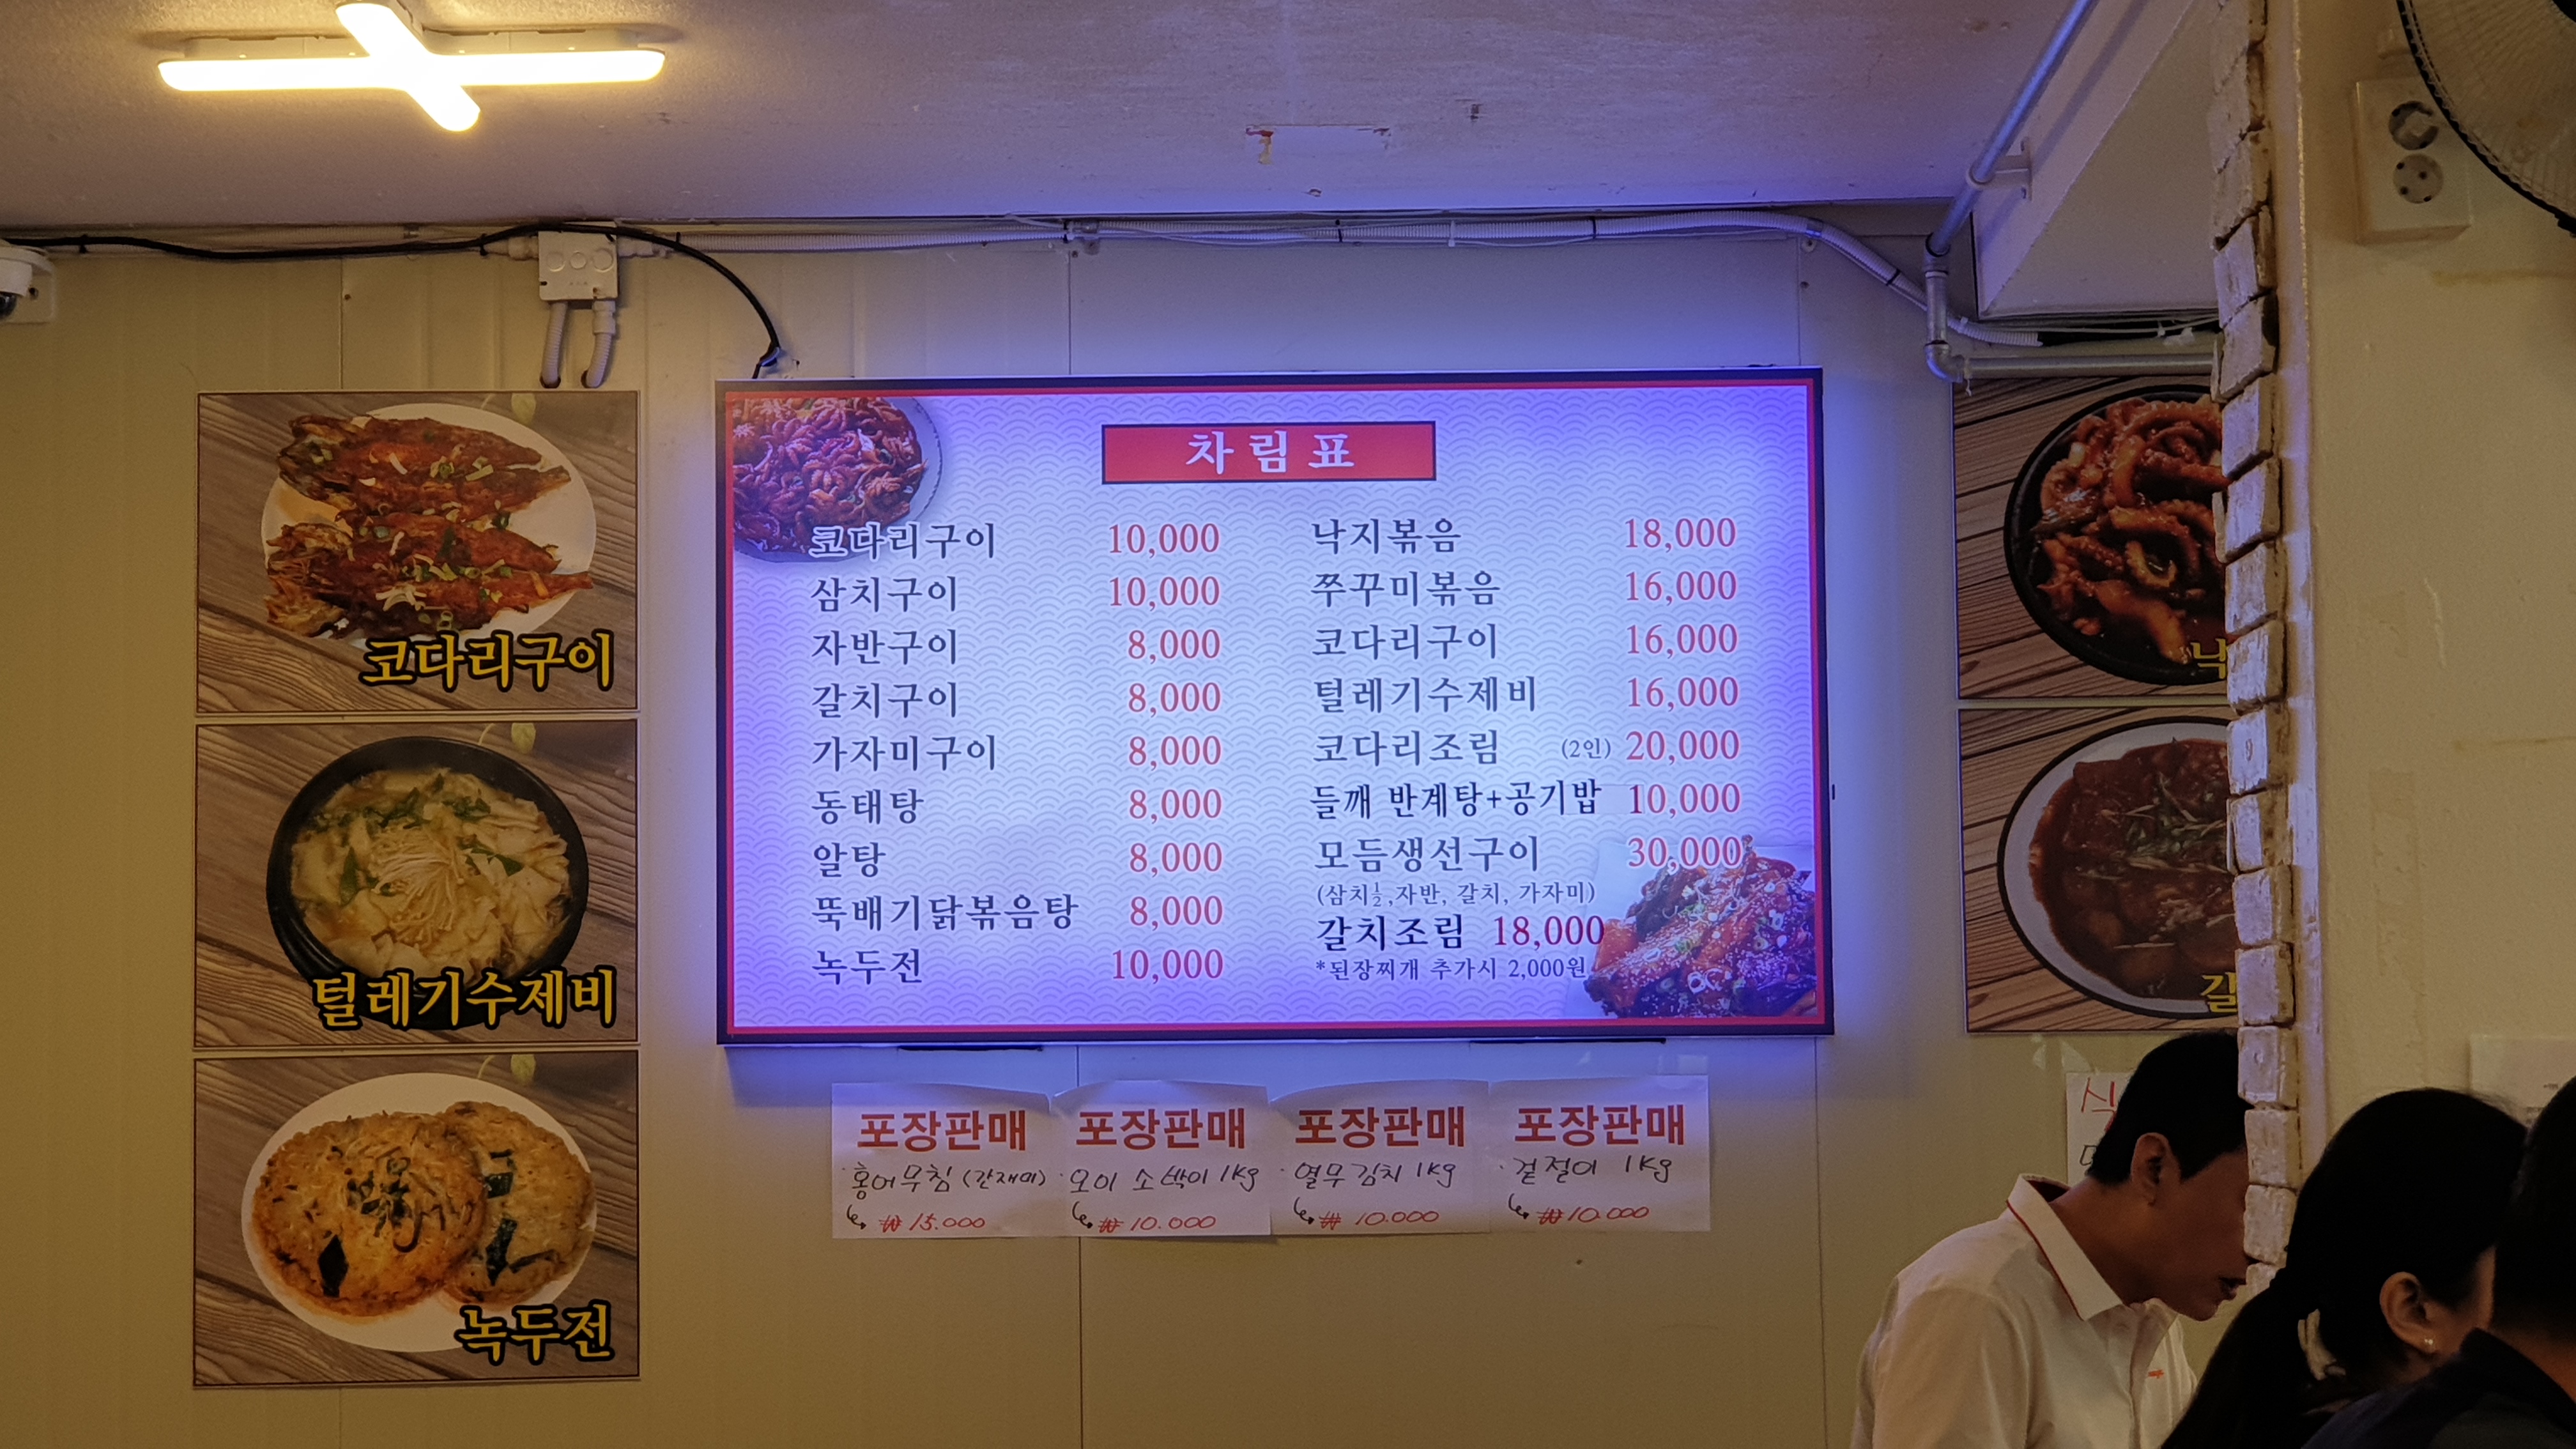 차림표
코다리구이 10,000
삼치구이 10,000
자반구이 8,000
갈치구이 8,000
가자미구이 8,000
동태탕 8,000
알탕 8,000
뚝배기닭볶음탕 8,000
녹두전 10,000
낙지볶음 18,000
쭈꾸미볶음 16,000
코다리구이 16,000
털레기수제비 16,000
코다리조림 (2인) 20,000
들깨 반계탕+공기밥 10,000
모듬생선구이 30,000
(삼치½,자반, 갈치, 가자미)
갈치조림 18,000
*된장찌개 추가시 2,000원
코다리구이
털레기수제비
녹두전
낙
갈
포장판매
·홍어무침 (간재미)
₩ 15.000
포장판매
·오이 소박이 1Kg
₩ 10.000
포장판매
·열무김치 1Kg
₩ 10.000
포장판매
·겉절이 1Kg
₩10.000
식